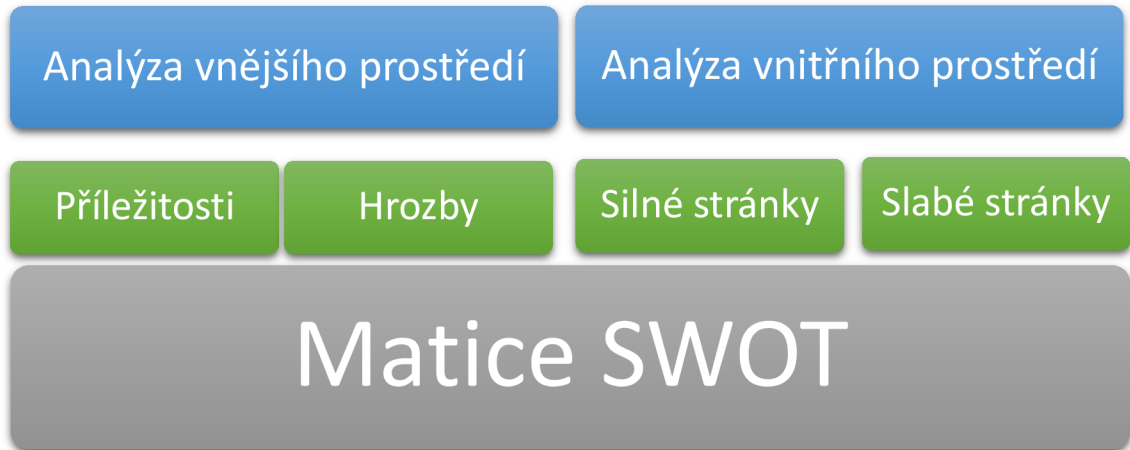 Analýza vnějšího prostředí
Analýza vnitřního prostředí
Příležitosti
Hrozby
Silné stránky
Slabé stránky
Matice SWOT